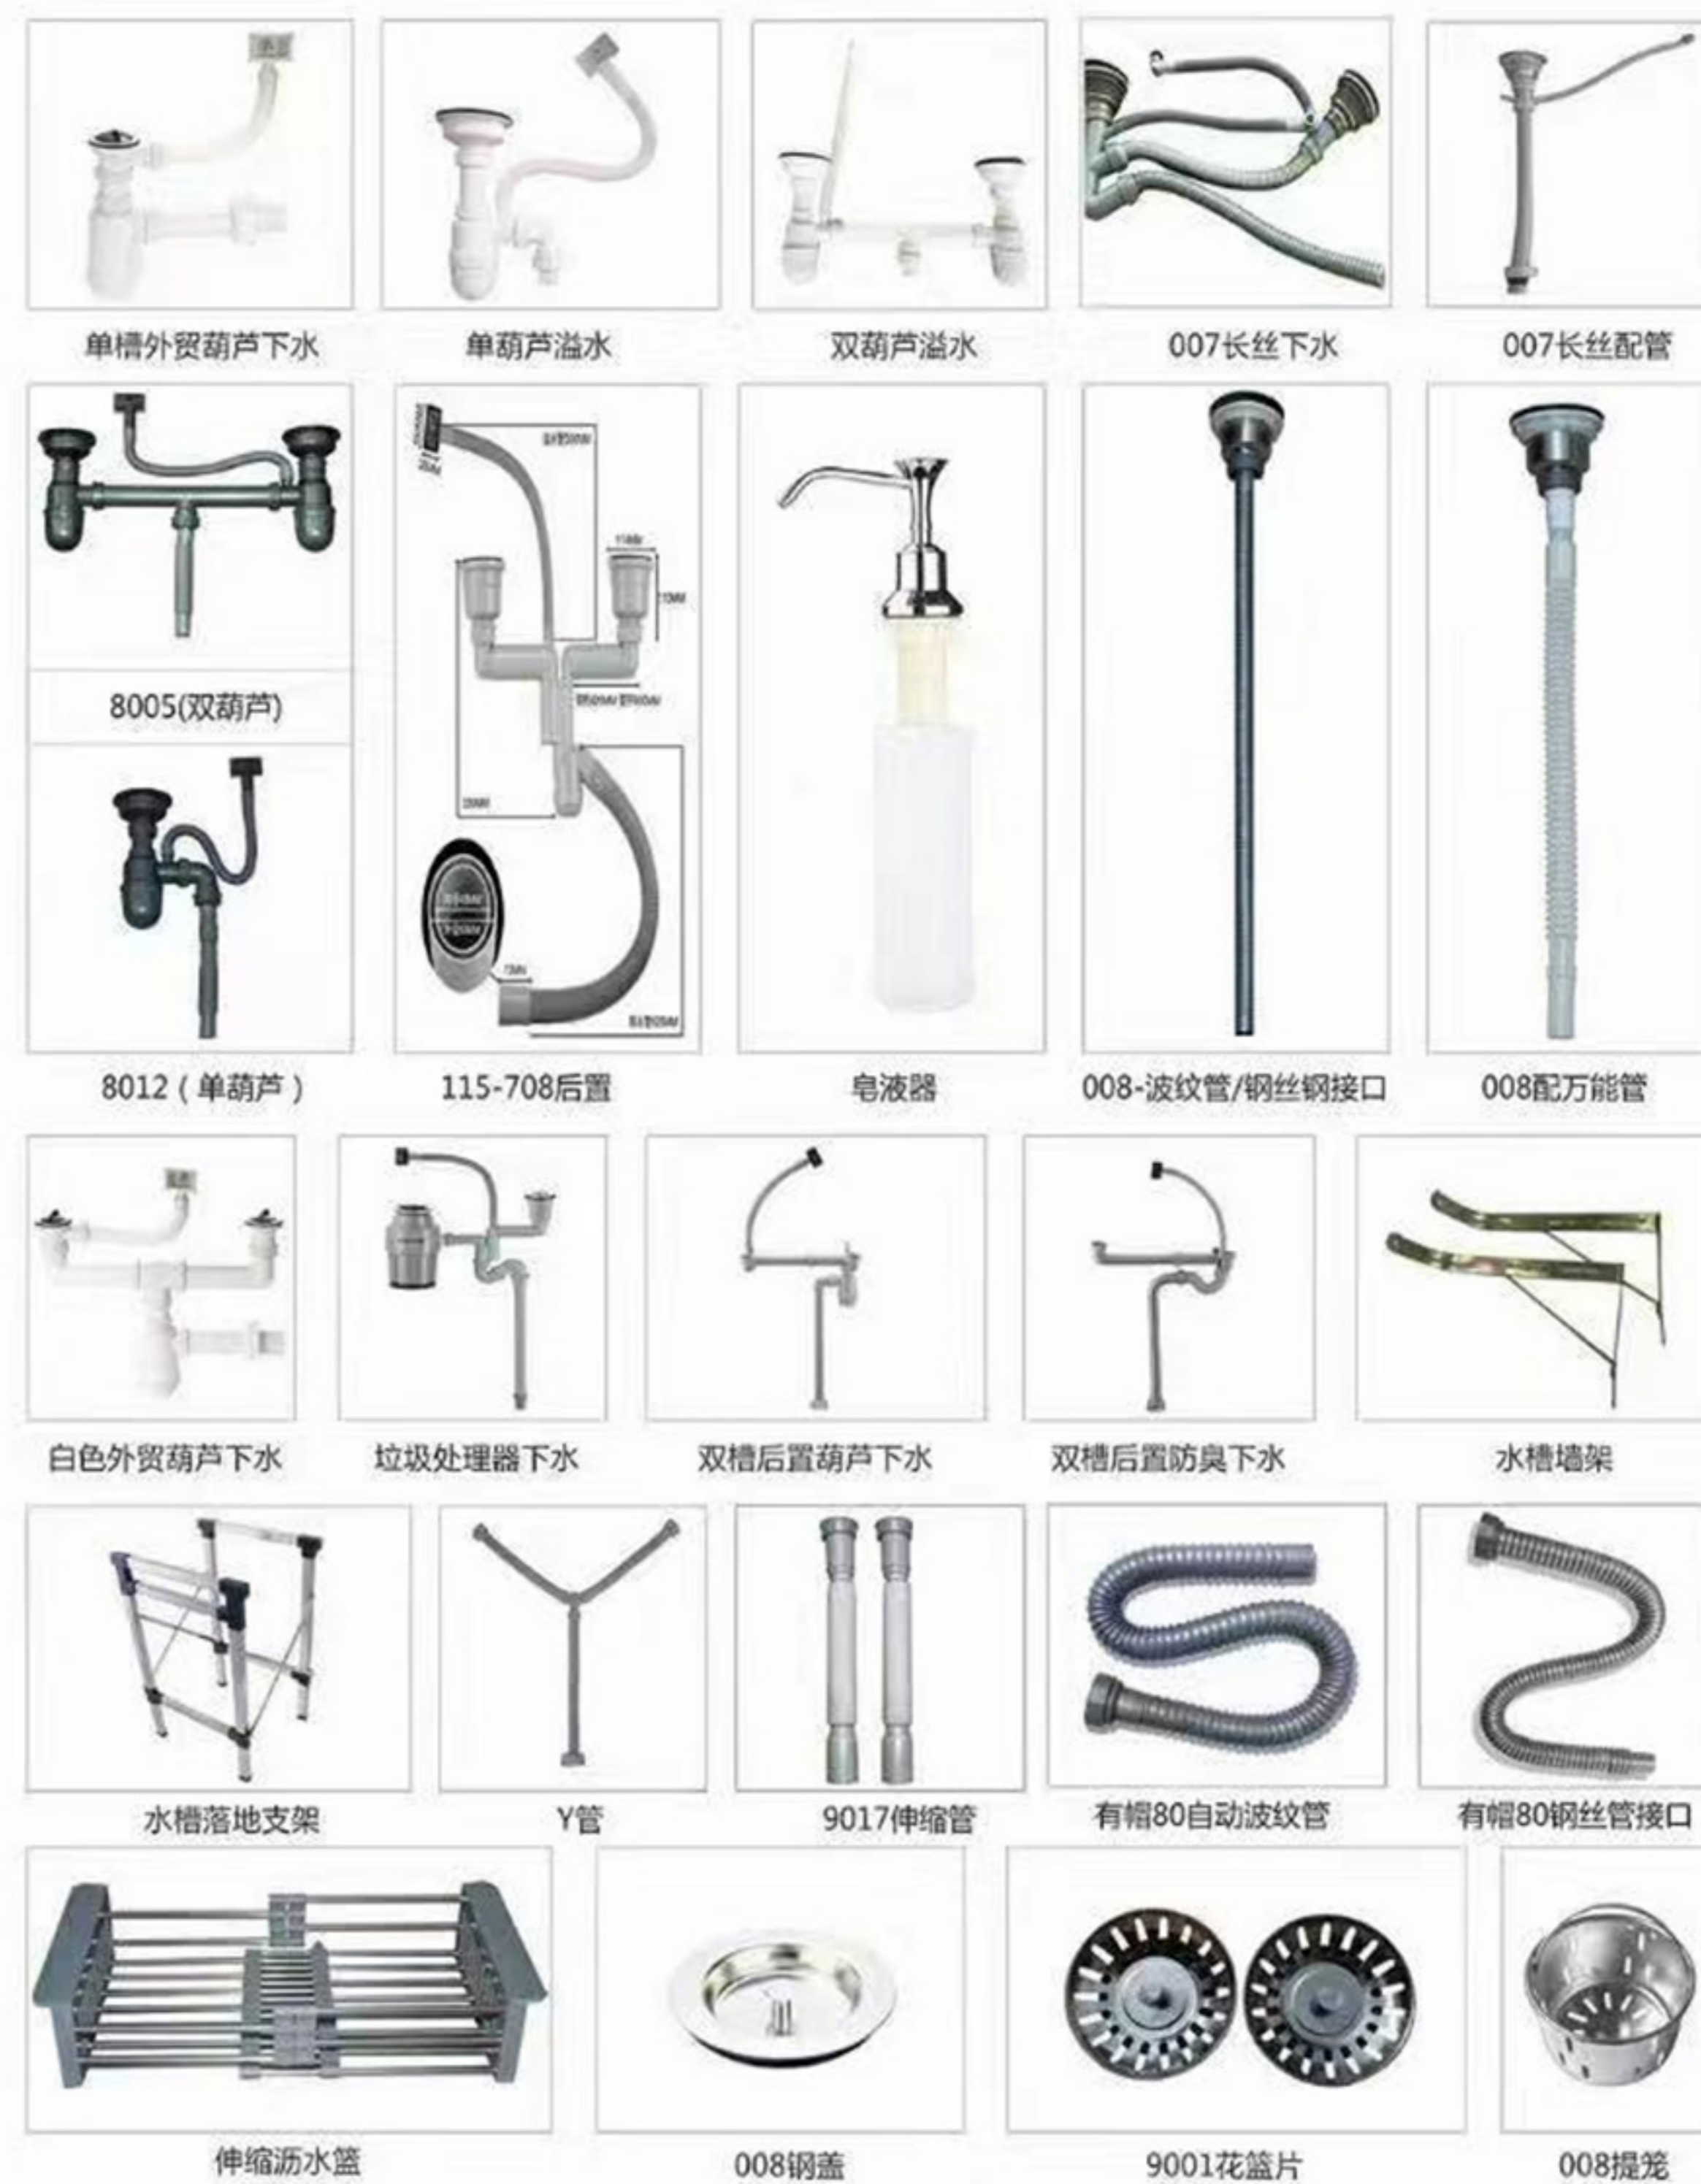 单槽外贸葫芦下水
单葫芦溢水
双葫芦溢水
007长丝下水
007长丝配管
8005(双葫芦)
8012（单葫芦）
115-708后置
皂液器
008-波纹管/钢丝钢接口
008配万能管
白色外贸葫芦下水
垃圾处理器下水
双槽后置葫芦下水
双槽后置防臭下水
水槽墙架
水槽落地支架
Y管
9017伸缩管
有帽80自动波纹管
有帽80钢丝管接口
伸缩沥水篮
008钢盖
9001花篮片
008提笼